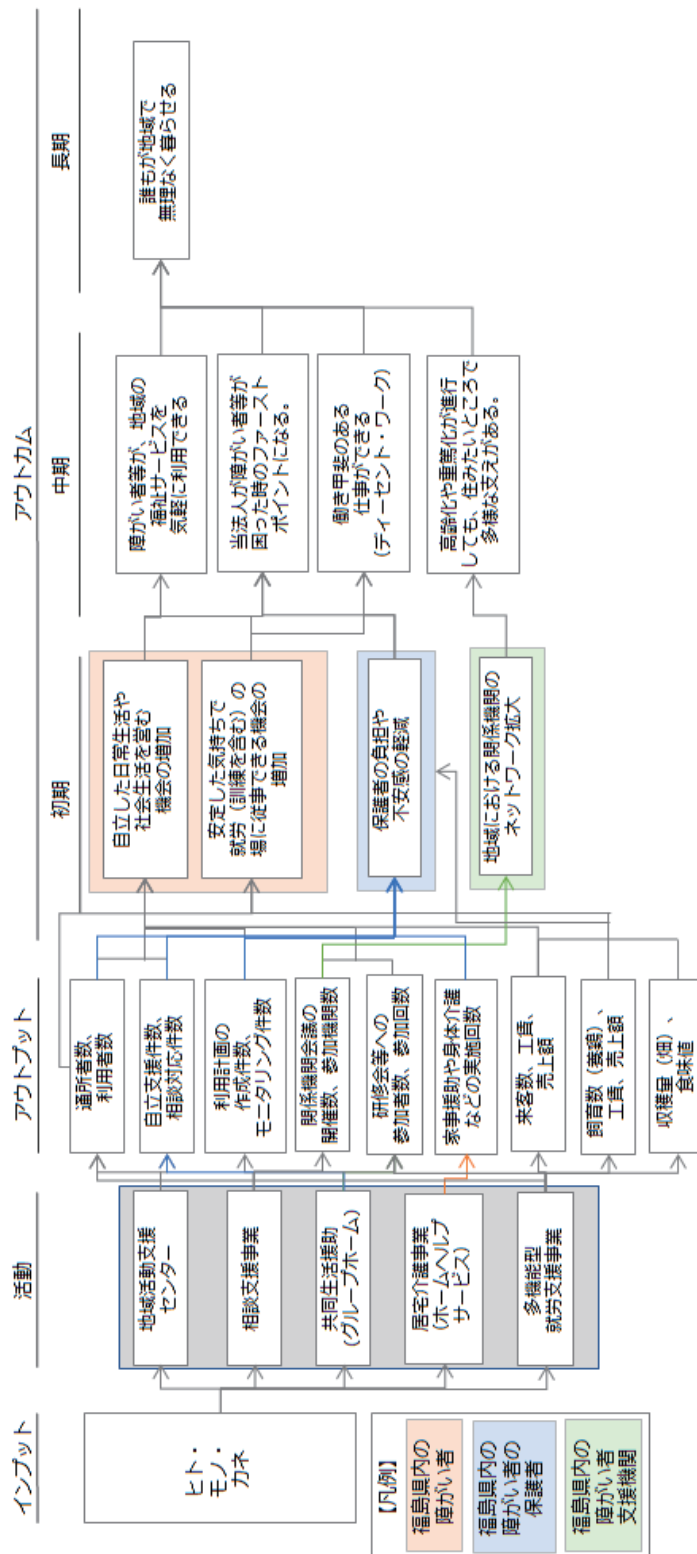 インプット
活動
アウトプット
アウトカム
初期
中期
長期
ヒト・
モノ・
カネ
【凡例】
福島県内の
障がい者
福島県内の
障がい者の
保護者
福島県内の
障がい者
支援機関
地域活動支援
センター
相談支援事業
共同生活援助
(グループホーム)
居宅介護事業
(ホームヘルプ
サービス)
多機能型
就労支援事業
通所者数、
利用者数
自立支援件数、
相談対応件数
利用計画の
作成件数、
モニタリング件数
関係機関会議の
開催数、参加機関数
研修会等への
参加者数、参加回数
家事援助や身体介護
などの実施回数
来客数、工賃、
売上額
飼育数（養鶏）、
工賃、売上額
収穫量（畑）、
食味値
自立した日常生活や
社会生活を営む
機会の増加
安定した気持ちで
就労（訓練を含む）の
場に従事できる機会の
増加
保護者の負担や
不安感の軽減
地域における関係機関の
ネットワーク拡大
障がい者等が、地域の
福祉サービスを
気軽に利用できる
当法人が障がい者等が
困った時のファースト
ポイントになる。
働き甲斐のある
仕事ができる
(ディーセント・ワーク)
高齢化や重篤化が進行
しても、住みたいところで
多様な支えがある。
誰もが地域で
無理なく暮らせる